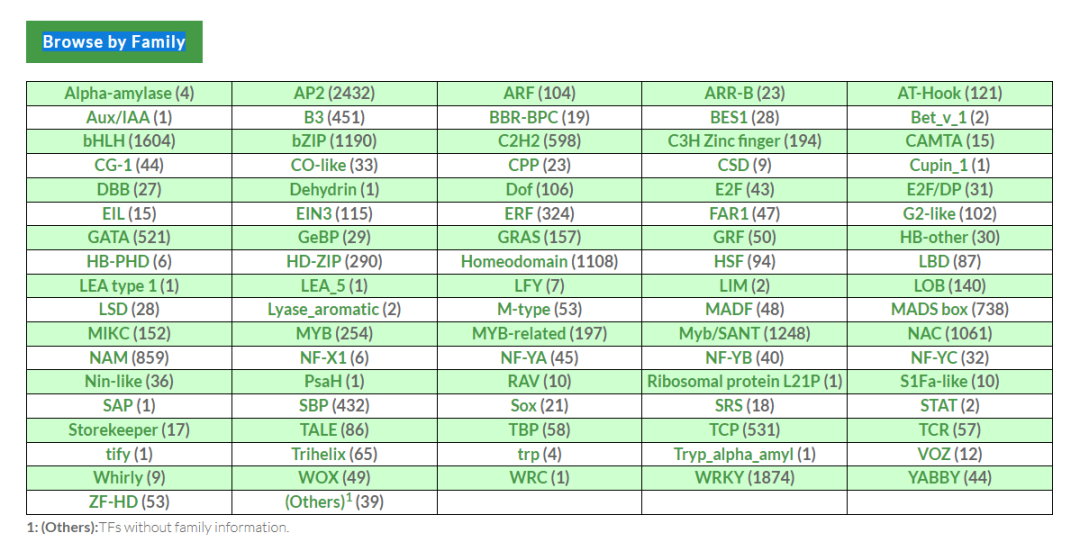 Browse by Family
Alpha-amylase (4) AP2 (2432) ARF (104) ARR-B (23) AT-Hook (121)
Aux/IAA (1) B3 (451) BBR-BPC (19) BES1 (28) Bet_v_1 (2)
bHLH (1604) bZIP (1190) C2H2 (598) C3H Zinc finger (194) CAMTA (15)
CG-1 (44) CO-like (33) CPP (23) CSD (9) Cupin_1 (1)
DBB (27) Dehydrin (1) Dof (106) E2F (43) E2F/DP (31)
EIL (15) EIN3 (115) ERF (324) FAR1 (47) G2-like (102)
GATA (521) GeBP (29) GRAS (157) GRF (50) HB-other (30)
HB-PHD (6) HD-ZIP (290) Homeodomain (1108) HSF (94) LBD (87)
LEA type 1 (1) LEA_5 (1) LFY (7) LIM (2) LOB (140)
LSD (28) Lyase_aromatic (2) M-type (53) MADF (48) MADS box (738)
MIKC (152) MYB (254) MYB-related (197) Myb/SANT (1248) NAC (1061)
NAM (859) NF-X1 (6) NF-YA (45) NF-YB (40) NF-YC (32)
Nin-like (36) PsaH (1) RAV (10) Ribosomal protein L21P (1) S1Fa-like (10)
SAP (1) SBP (432) Sox (21) SRS (18) STAT (2)
Storekeeper (17) TALE (86) TBP (58) TCP (531) TCR (57)
tify (1) Trihelix (65) trp (4) Tryp_alpha_amyl (1) VOZ (12)
Whirly (9) WOX (49) WRC (1) WRKY (1874) YABBY (44)
ZF-HD (53) (Others)1 (39)
1: (Others):TFs without family information.